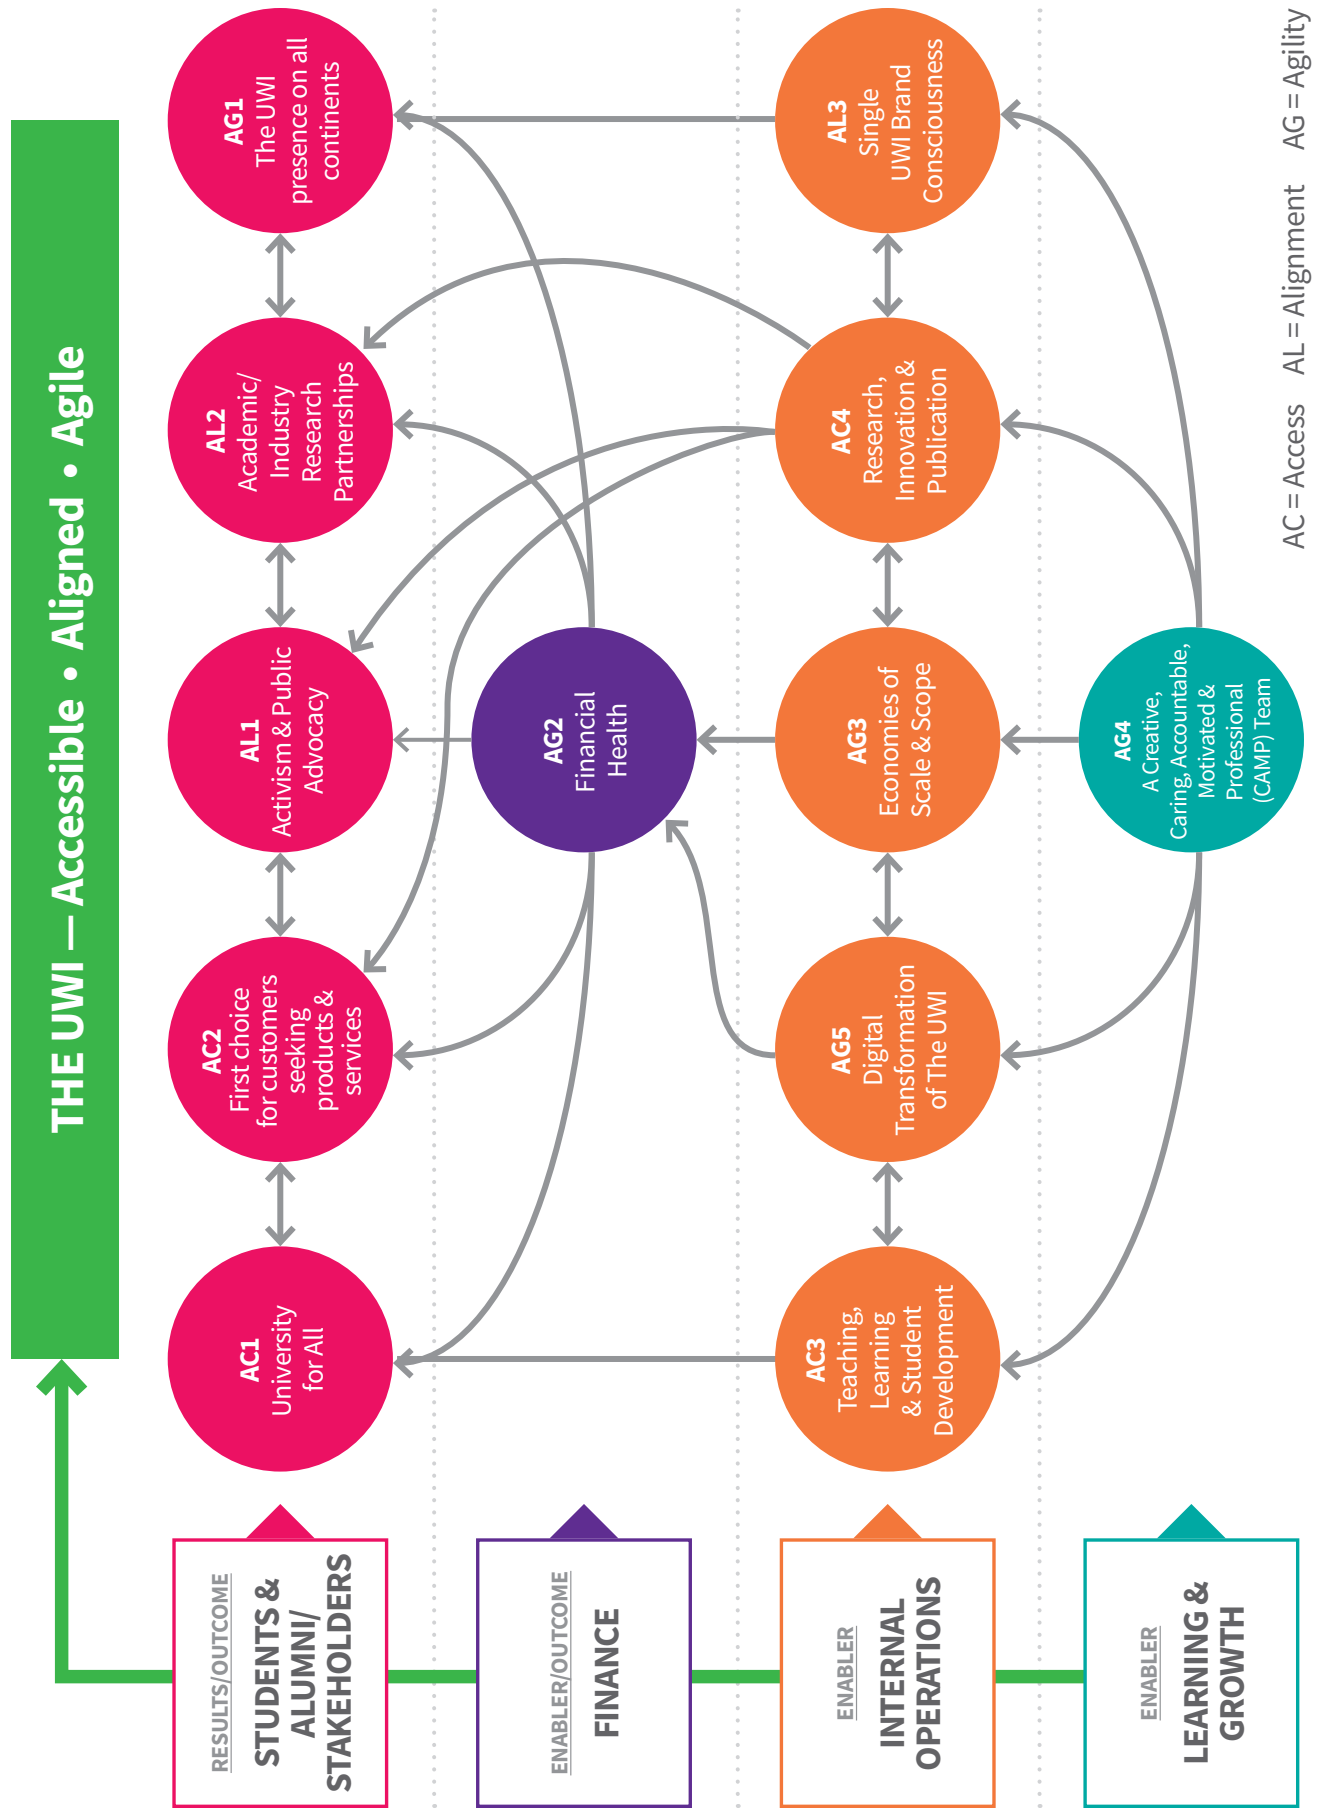 THE UWI — Accessible • Aligned • Agile
RESULTS/OUTCOME
STUDENTS &
ALUMNI/
STAKEHOLDERS
AC1
University
for All
AC2
First choice
for customers
seeking
products &
services
AL1
Activism & Public
Advocacy
AL2
Academic/
Industry
Research
Partnerships
AG1
The UWI
presence on all
continents
ENABLER/OUTCOME
FINANCE
AG2
Financial
Health
ENABLER
INTERNAL
OPERATIONS
AC3
Teaching,
Learning
& Student
Development
AG5
Digital
Transformation
of The UWI
AG3
Economies of
Scale & Scope
AC4
Research,
Innovation &
Publication
AL3
Single
UWI Brand
Consciousness
ENABLER
LEARNING &
GROWTH
AG4
A Creative,
Caring, Accountable,
Motivated &
Professional
(CAMP) Team
AC = Access AL = Alignment AG = Agility